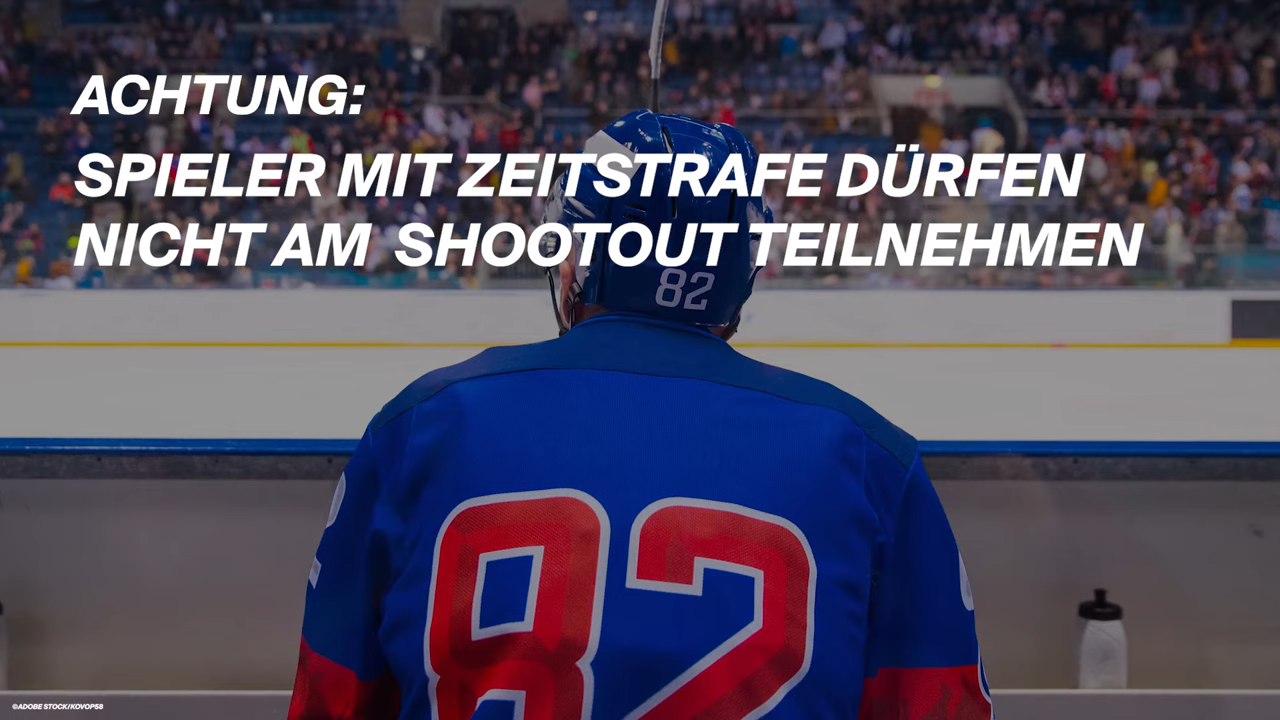 ACHTUNG:
SPIELER MIT ZEITSTRAFE DÜRFEN
NICHT AM SHOOTOUT TEILNEHMEN
82
82
©ADOBE STOCK/KOVOP58